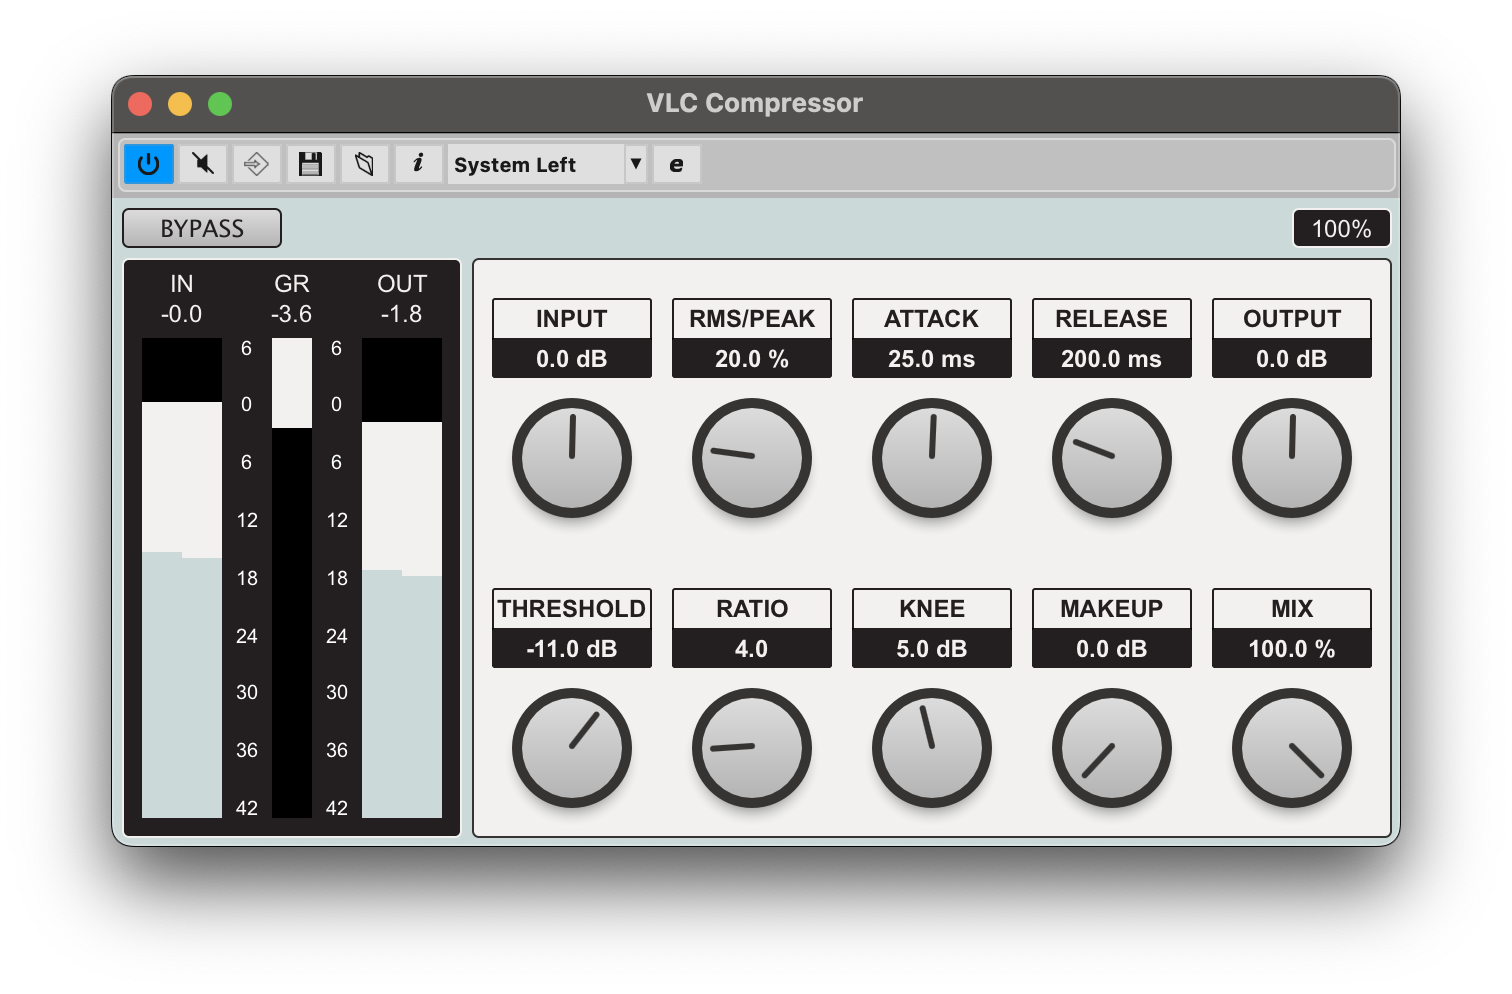 VLC Compressor
i System Left ▼ e
BYPASS 100%
IN GR OUT
-0.0 -3.6 -1.8
6 6
0 0
6 6
12 12
18 18
24 24
30 30
36 36
42 42
INPUT RMS/PEAK ATTACK RELEASE OUTPUT
0.0 dB 20.0 % 25.0 ms 200.0 ms 0.0 dB
THRESHOLD RATIO KNEE MAKEUP MIX
-11.0 dB 4.0 5.0 dB 0.0 dB 100.0 %